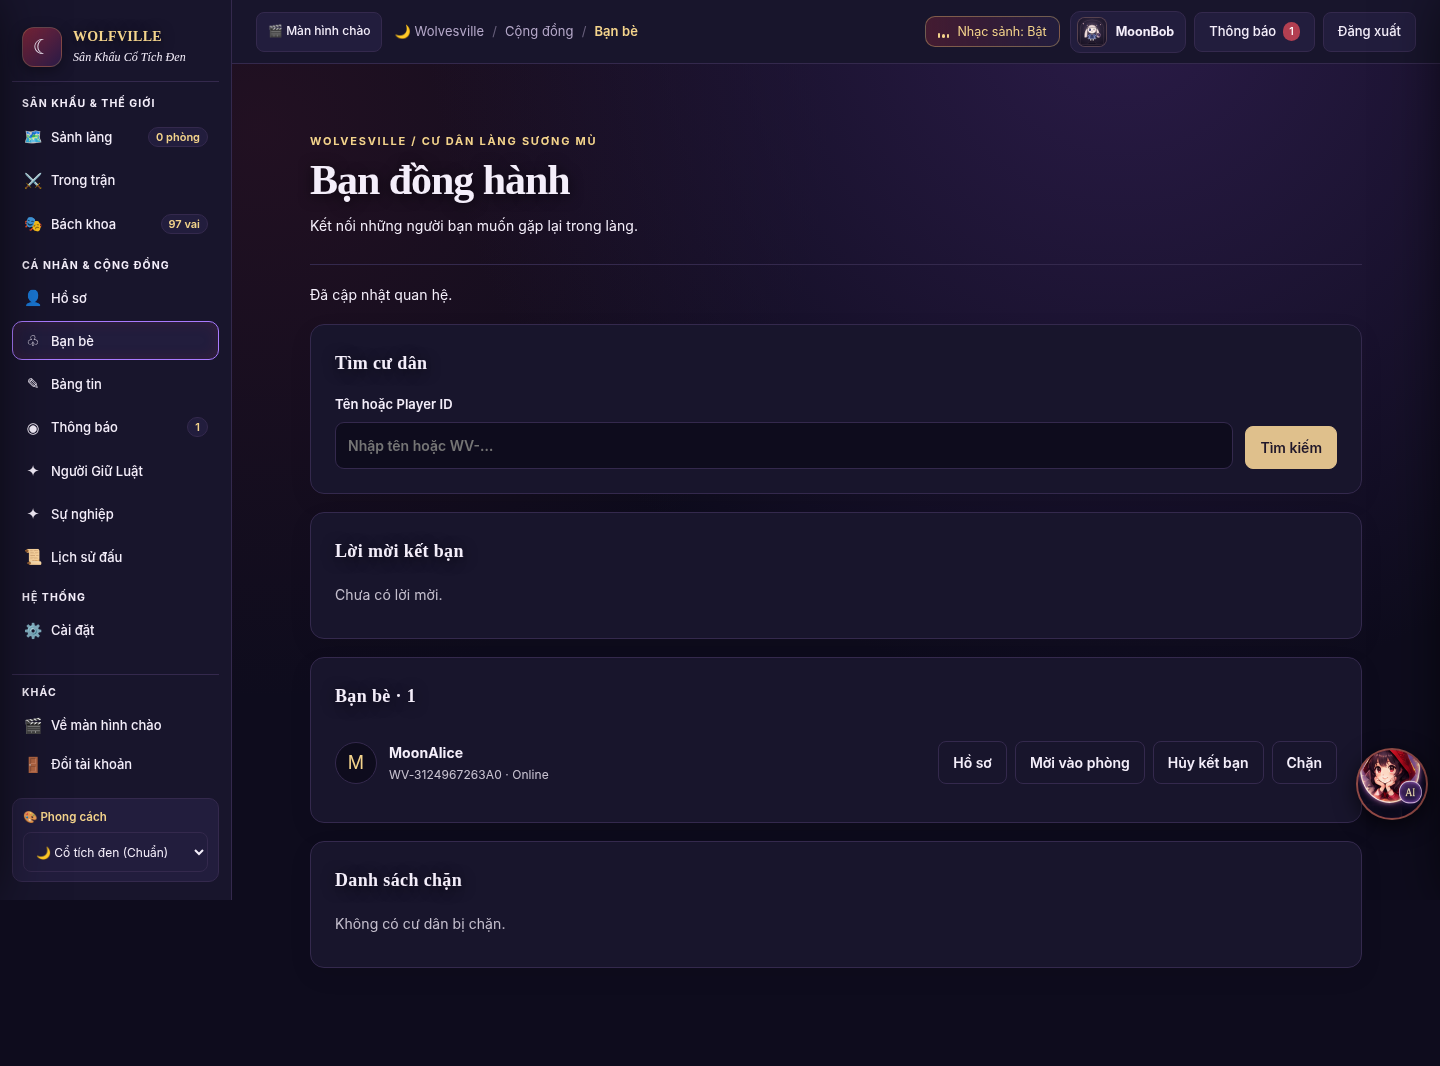 WOLFVILLE
Sân Khấu Cổ Tích Đen
SÂN KHẤU & THẾ GIỚI
🗺️ Sảnh làng 0 phòng
⚔️ Trong trận
🎭 Bách khoa 97 vai
CÁ NHÂN & CỘNG ĐỒNG
👤 Hồ sơ
♧ Bạn bè
✎ Bảng tin
◉ Thông báo 1
✦ Người Giữ Luật
✦ Sự nghiệp
📜 Lịch sử đấu
HỆ THỐNG
⚙️ Cài đặt
KHÁC
🎬 Về màn hình chào
🚪 Đổi tài khoản
🎨 Phong cách
🌙 Cổ tích đen (Chuẩn)
🎬 Màn hình chào 🌙 Wolvesville / Cộng đồng / Bạn bè
Nhạc sảnh: Bật MoonBob Thông báo 1 Đăng xuất
WOLVESVILLE / CƯ DÂN LÀNG SƯƠNG MÙ
Bạn đồng hành
Kết nối những người bạn muốn gặp lại trong làng.
Đã cập nhật quan hệ.
Tìm cư dân
Tên hoặc Player ID
Nhập tên hoặc WV-... Tìm kiếm
Lời mời kết bạn
Chưa có lời mời.
Bạn bè · 1
M MoonAlice
WV-3124967263A0 · Online
Hồ sơ Mời vào phòng Hủy kết bạn Chặn
AI
Danh sách chặn
Không có cư dân bị chặn.